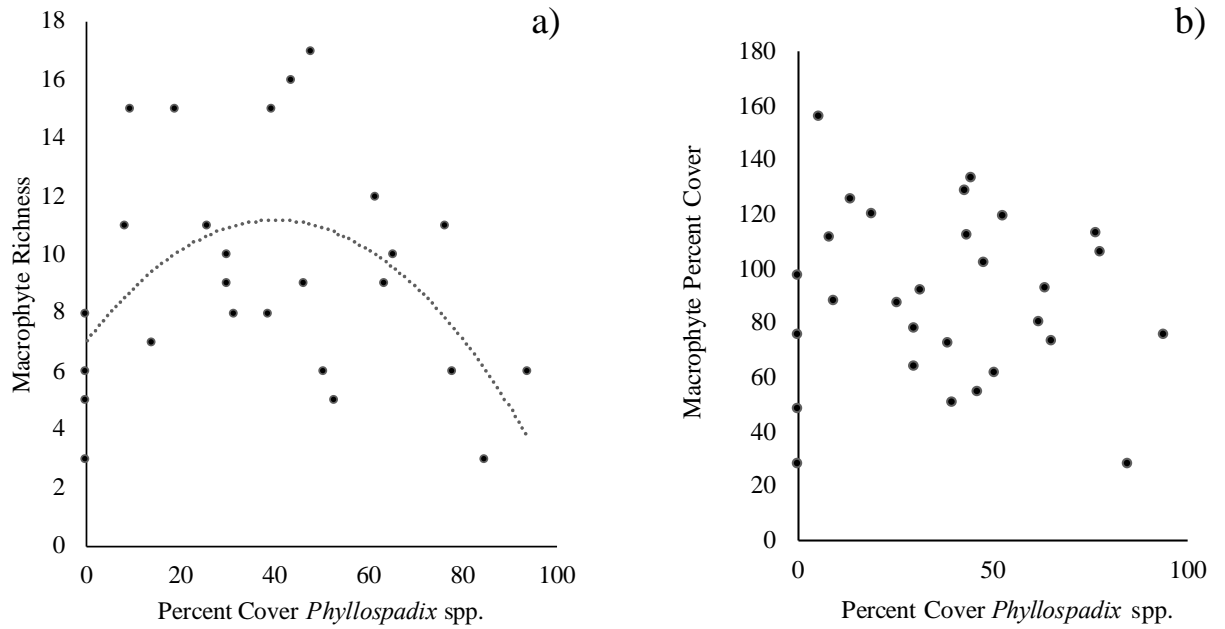 a)
18
16
14
12
10
8
6
4
2
0
Macrophyte Richness
0 20 40 60 80 100
Percent Cover Phyllospadix spp.
b)
180
160
140
120
100
80
60
40
20
0
Macrophyte Percent Cover
0 50 100
Percent Cover Phyllospadix spp.